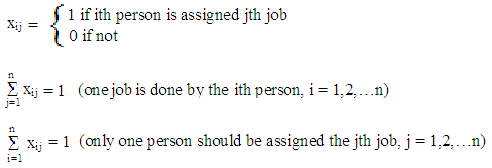 xij = { 1 if ith person is assigned jth job
0 if not
n
Σ xij = 1 (one job is done by the ith person, i = 1,2,…n)
j=1
n
Σ xij = 1 (only one person should be assigned the jth job, j = 1,2,…n)
i=1